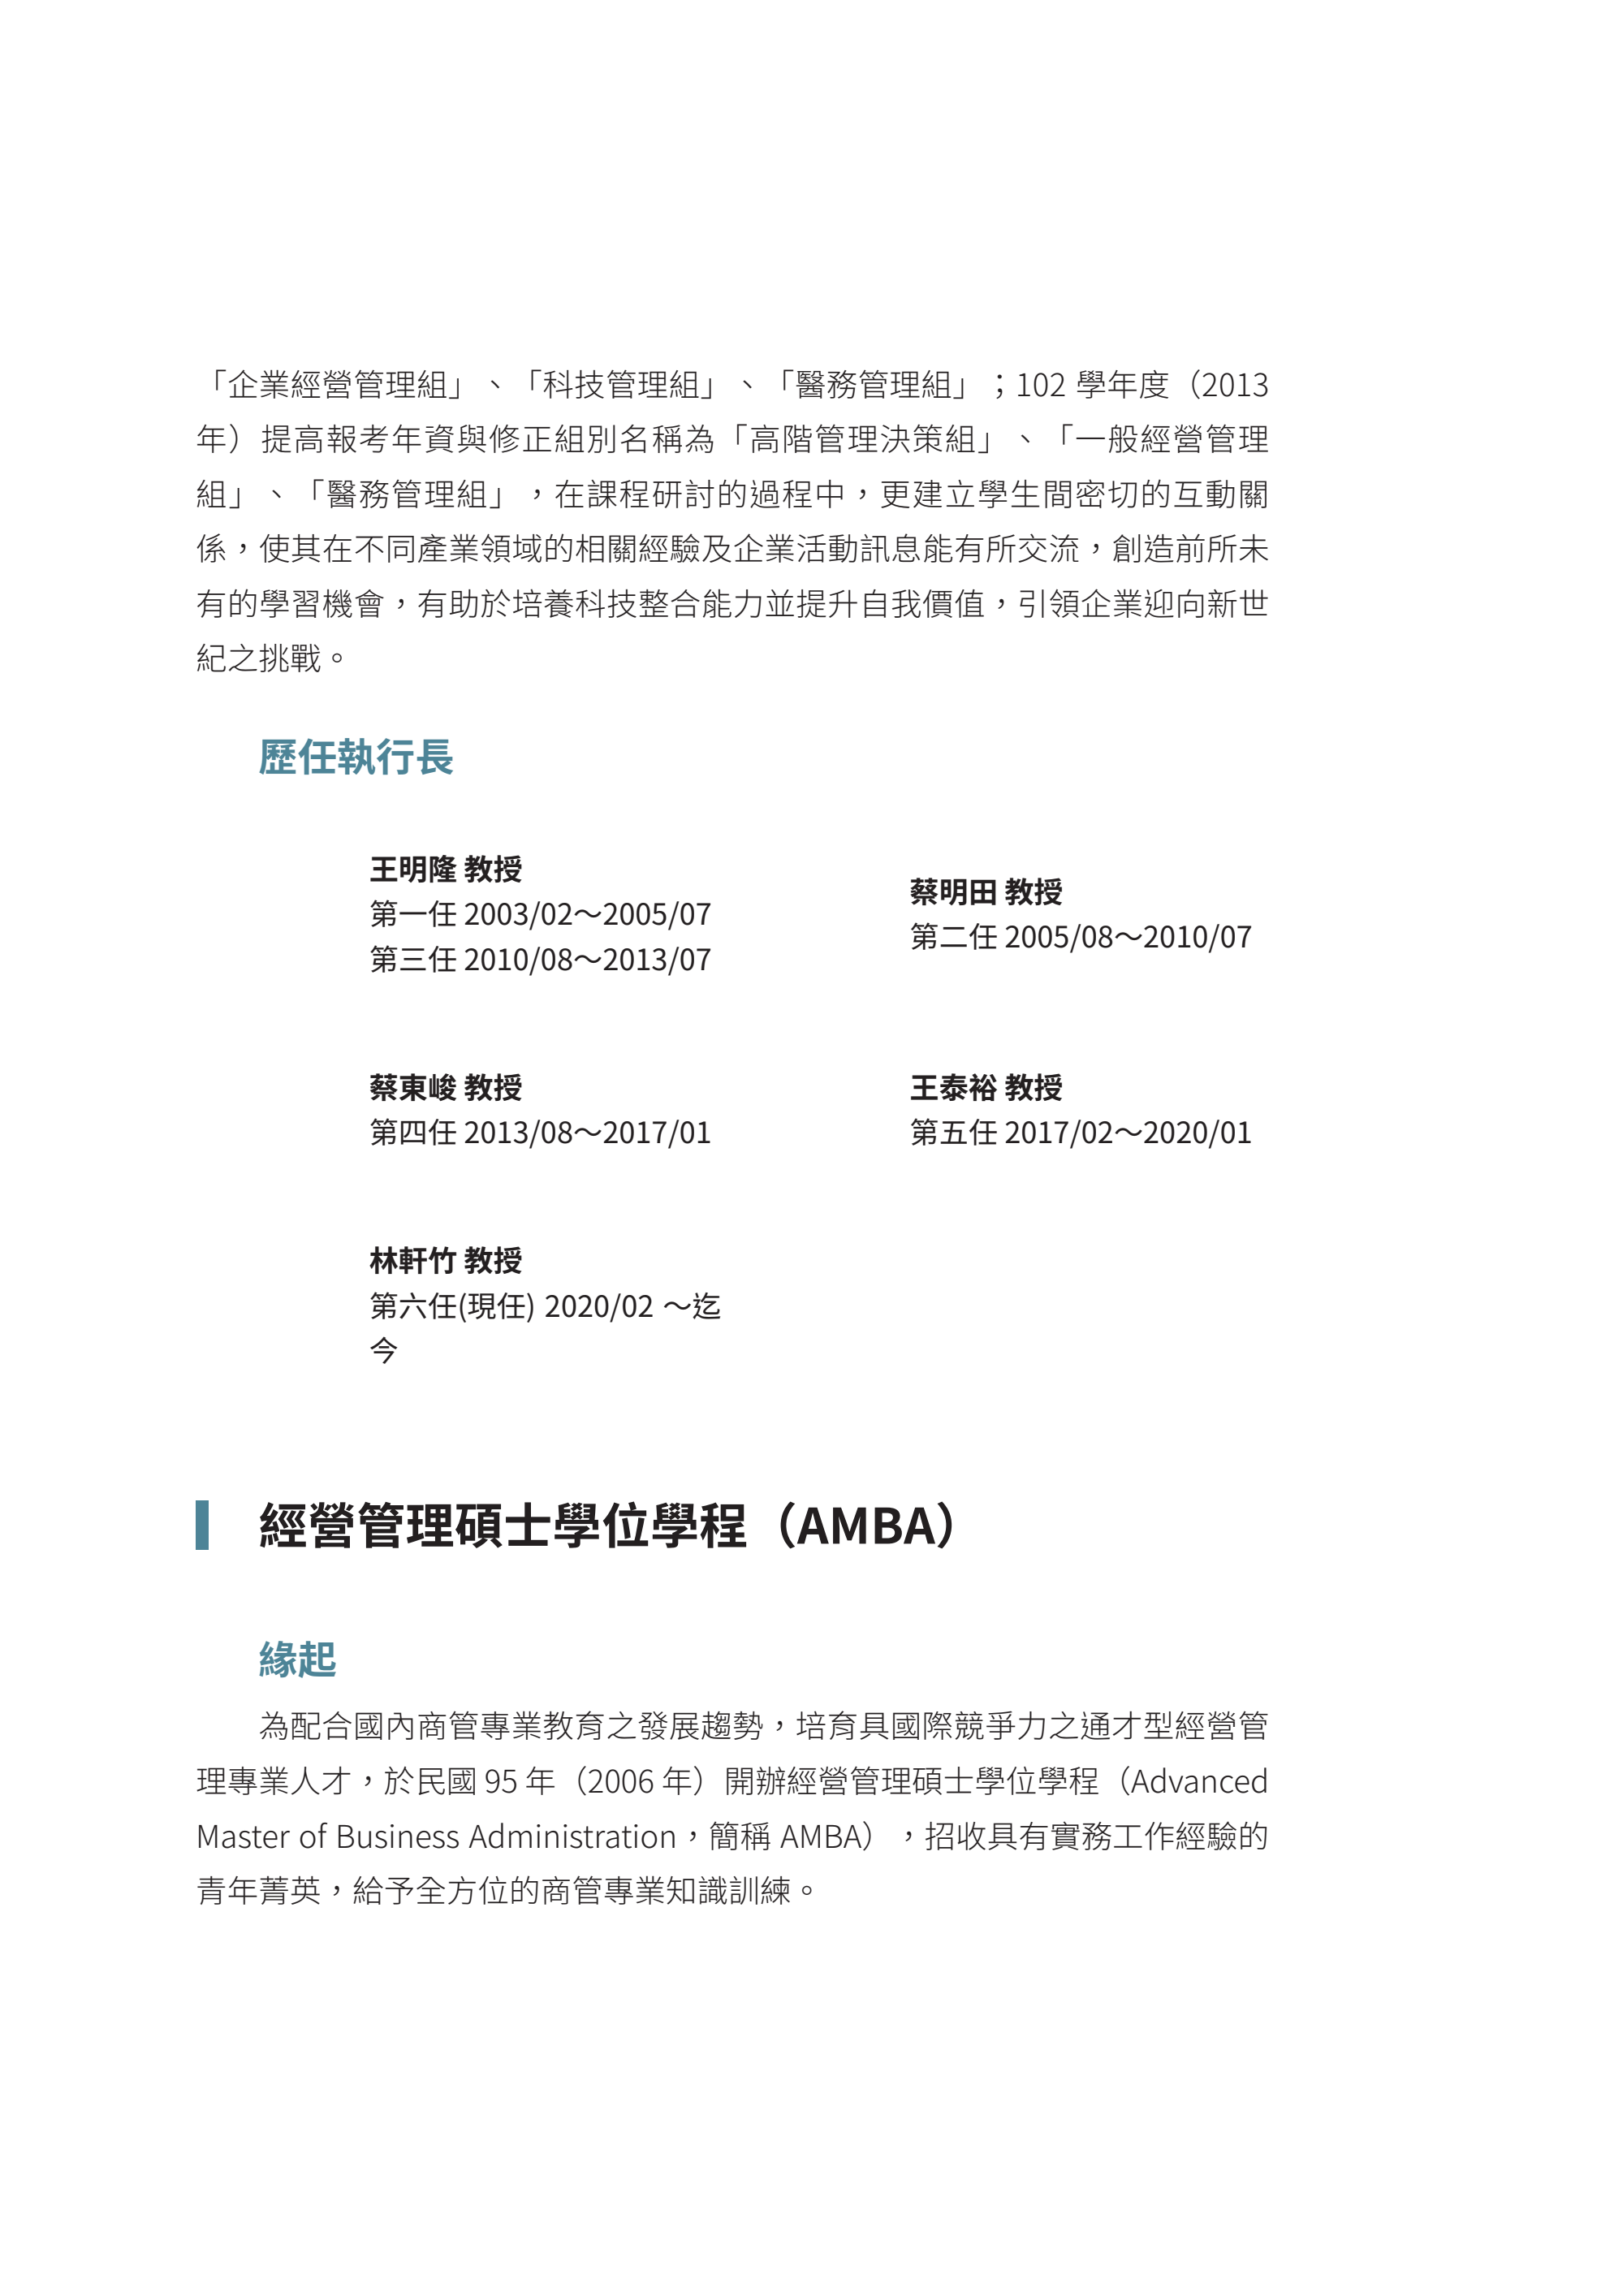 「企業經營管理組」、「科技管理組」、「醫務管理組」；102 學年度（2013
年）提高報考年資與修正組別名稱為「高階管理決策組」、「一般經營管理
組」、「醫務管理組」，在課程研討的過程中，更建立學生間密切的互動關
係，使其在不同產業領域的相關經驗及企業活動訊息能有所交流，創造前所未
有的學習機會，有助於培養科技整合能力並提升自我價值，引領企業迎向新世
紀之挑戰。
歷任執行長
王明隆 教授
第一任 2003/02～2005/07
第三任 2010/08～2013/07
蔡明田 教授
第二任 2005/08～2010/07
蔡東峻 教授
第四任 2013/08～2017/01
王泰裕 教授
第五任 2017/02～2020/01
林軒竹 教授
第六任(現任) 2020/02 ～迄
今
經營管理碩士學位學程（AMBA）
緣起
為配合國內商管專業教育之發展趨勢，培育具國際競爭力之通才型經營管
理專業人才，於民國 95 年（2006 年）開辦經營管理碩士學位學程（Advanced
Master of Business Administration，簡稱 AMBA），招收具有實務工作經驗的
青年菁英，給予全方位的商管專業知識訓練。